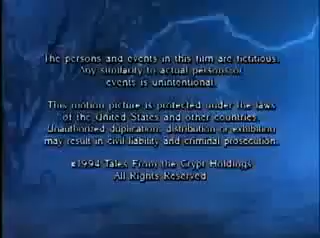 The persons and events in this film are fictitious.
Any similarity to actual persons or
events is unintentional.
This motion picture is protected under the laws
of the United States and other countries.
Unauthorized duplication, distribution or exhibition
may result in civil liability and criminal prosecution.
©1994 Tales From the Crypt Holdings
All Rights Reserved